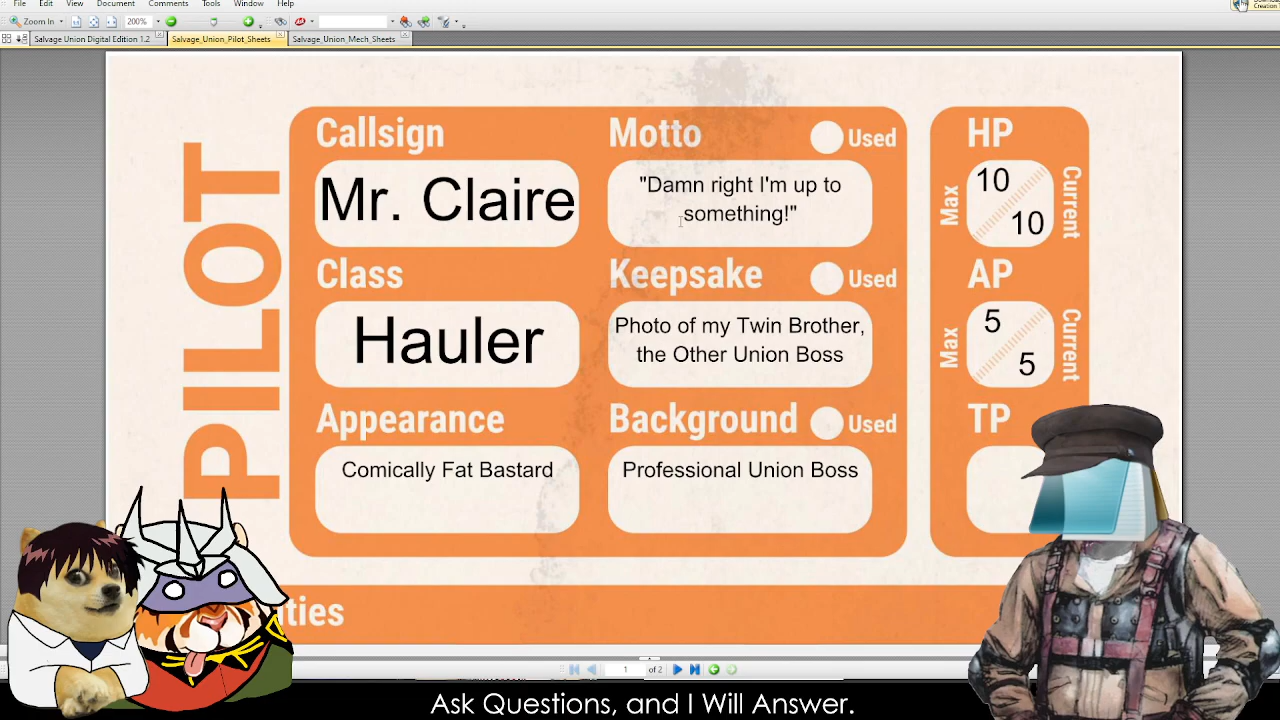 File Edit View Document Comments Tools Window Help
Zoom In 200%
Salvage Union Digital Edition 1.2 Salvage_Union_Pilot_Sheets Salvage_Union_Mech_Sheets
PILOT
Callsign
Mr. Claire
Motto Used
"Damn right I'm up to
something!"
HP
Max 10 10 Current
Class
Hauler
Keepsake Used
Photo of my Twin Brother,
the Other Union Boss
AP
Max 5 5 Current
Appearance
Comically Fat Bastard
Background Used
Professional Union Boss
TP
ities
1 of 2
Ask Questions, and I Will Answer.